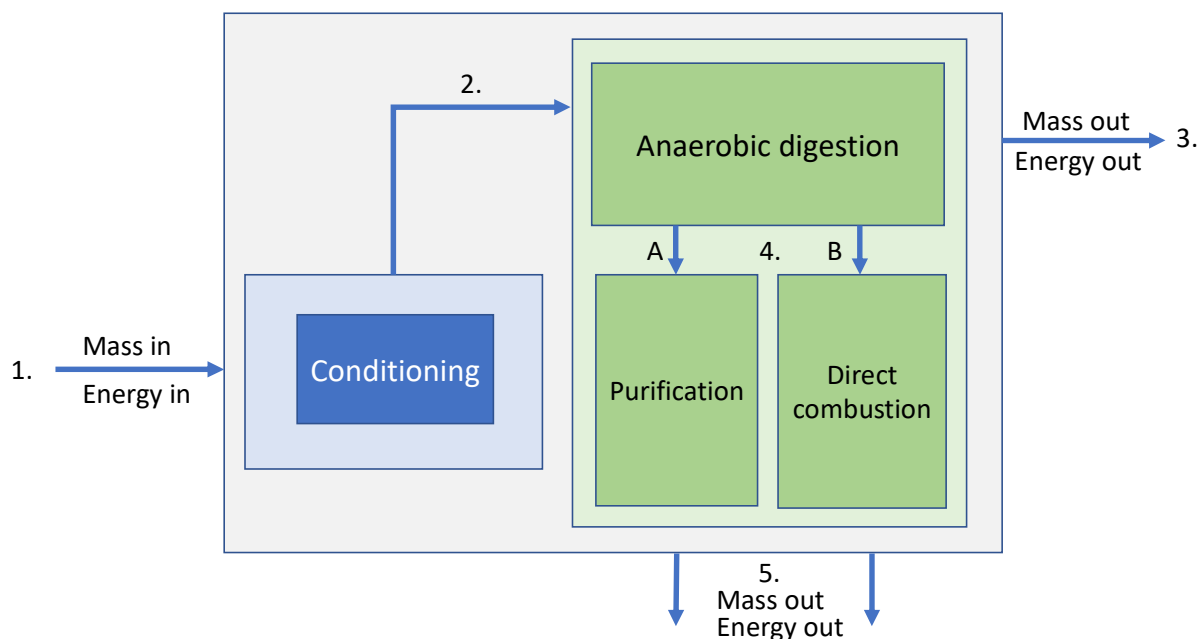 2.
Anaerobic digestion
Mass out
Energy out
3.
A
4.
B
1.
Mass in
Energy in
Conditioning
Purification
Direct
combustion
5.
Mass out
Energy out